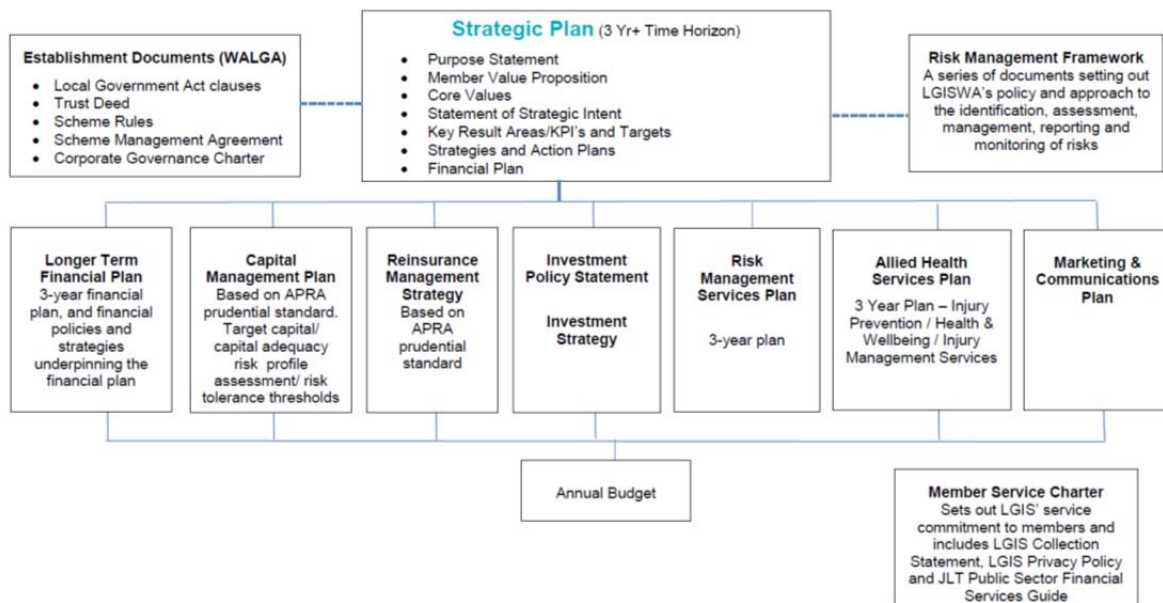 Strategic Plan (3 Yr+ Time Horizon)
• Purpose Statement
• Member Value Proposition
• Core Values
• Statement of Strategic Intent
• Key Result Areas/KPI's and Targets
• Strategies and Action Plans
• Financial Plan
Establishment Documents (WALGA)
• Local Government Act clauses
• Trust Deed
• Scheme Rules
• Scheme Management Agreement
• Corporate Governance Charter
Risk Management Framework
A series of documents setting out
LGISWA's policy and approach to
the identification, assessment,
management, reporting and
monitoring of risks
Longer Term
Financial Plan
3-year financial
plan, and financial
policies and
strategies
underpinning the
financial plan
Capital
Management Plan
Based on APRA
prudential standard.
Target capital/
capital adequacy
risk profile
assessment/ risk
tolerance thresholds
Reinsurance
Management
Strategy
Based on
APRA
prudential
standard
Investment
Policy Statement
Investment
Strategy
Risk
Management
Services Plan
3-year plan
Allied Health
Services Plan
3 Year Plan – Injury
Prevention / Health &
Wellbeing / Injury
Management Services
Marketing &
Communications
Plan
Annual Budget
Member Service Charter
Sets out LGIS' service
commitment to members and
includes LGIS Collection
Statement, LGIS Privacy Policy
and JLT Public Sector Financial
Services Guide